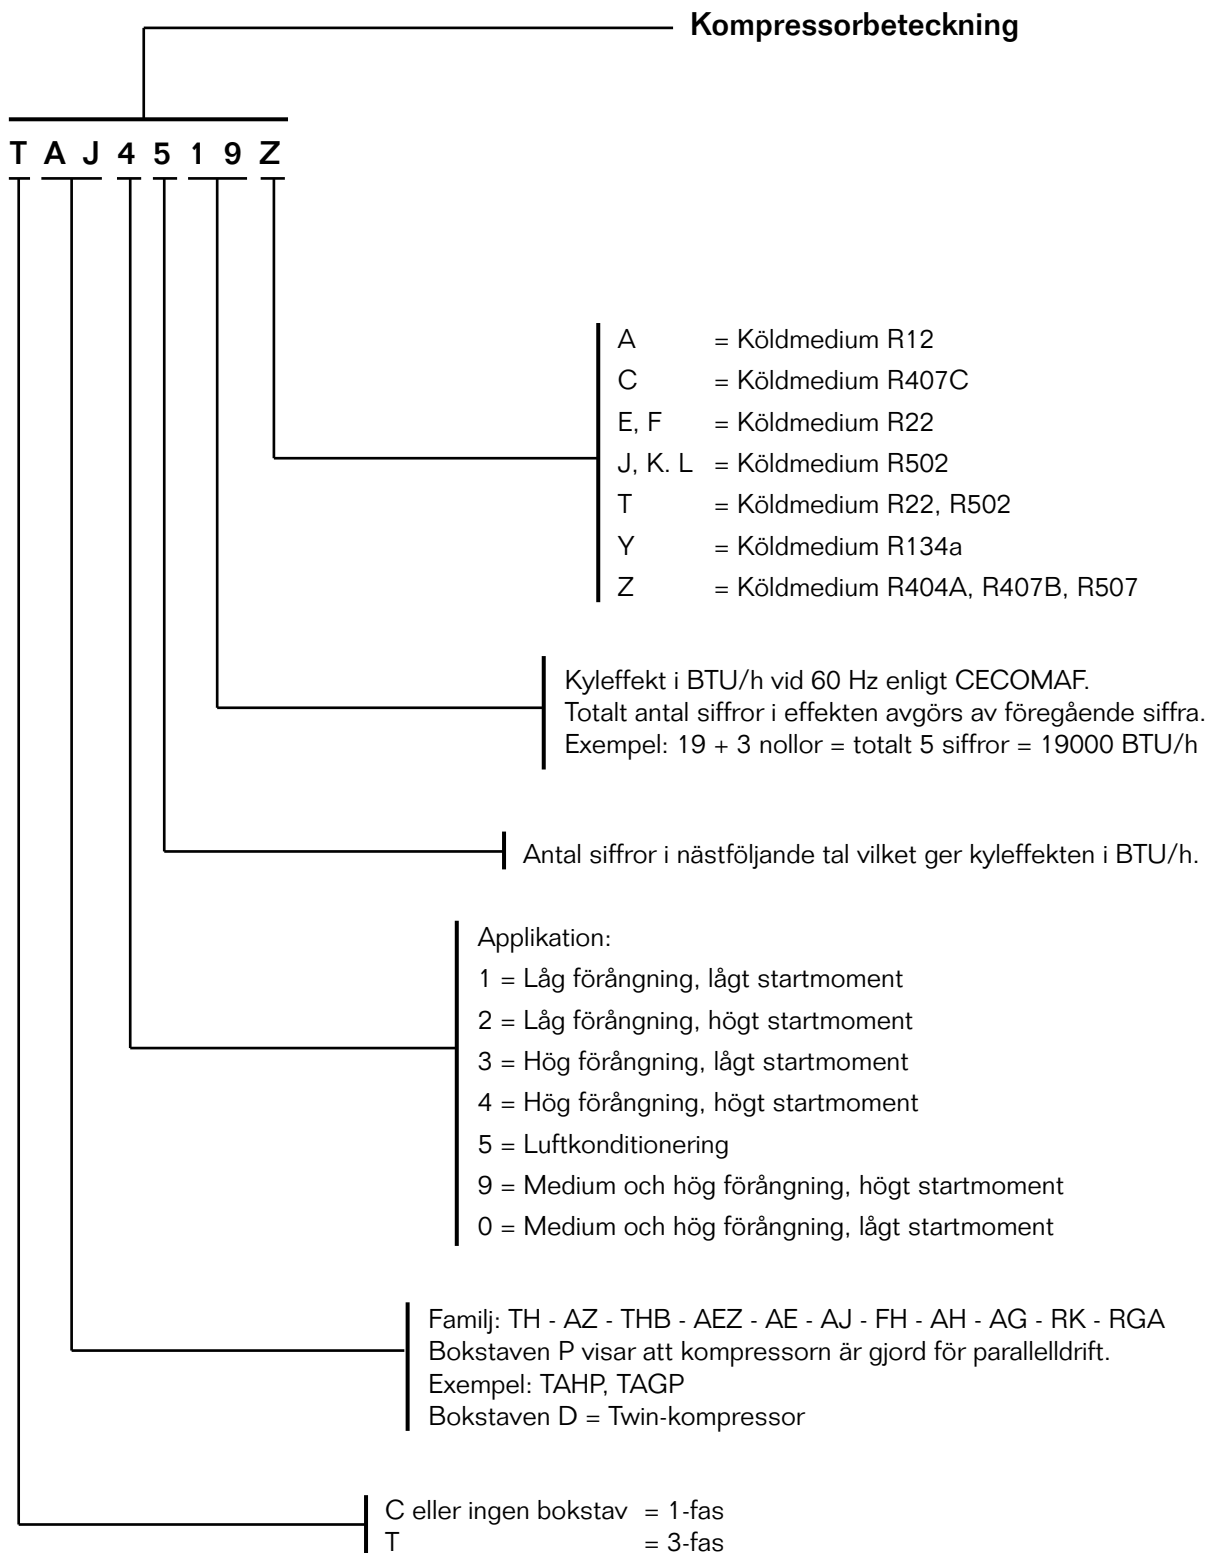 Kompressorbeteckning
T A J 4 5 1 9 Z
A = Köldmedium R12
C = Köldmedium R407C
E, F = Köldmedium R22
J, K. L = Köldmedium R502
T = Köldmedium R22, R502
Y = Köldmedium R134a
Z = Köldmedium R404A, R407B, R507
Kyleffekt i BTU/h vid 60 Hz enligt CECOMAF.
Totalt antal siffror i effekten avgörs av föregående siffra.
Exempel: 19 + 3 nollor = totalt 5 siffror = 19000 BTU/h
Antal siffror i nästföljande tal vilket ger kyleffekten i BTU/h.
Applikation:
1 = Låg förångning, lågt startmoment
2 = Låg förångning, högt startmoment
3 = Hög förångning, lågt startmoment
4 = Hög förångning, högt startmoment
5 = Luftkonditionering
9 = Medium och hög förångning, högt startmoment
0 = Medium och hög förångning, lågt startmoment
Familj: TH - AZ - THB - AEZ - AE - AJ - FH - AH - AG - RK - RGA
Bokstaven P visar att kompressorn är gjord för parallelldrift.
Exempel: TAHP, TAGP
Bokstaven D = Twin-kompressor
C eller ingen bokstav = 1-fas
T = 3-fas